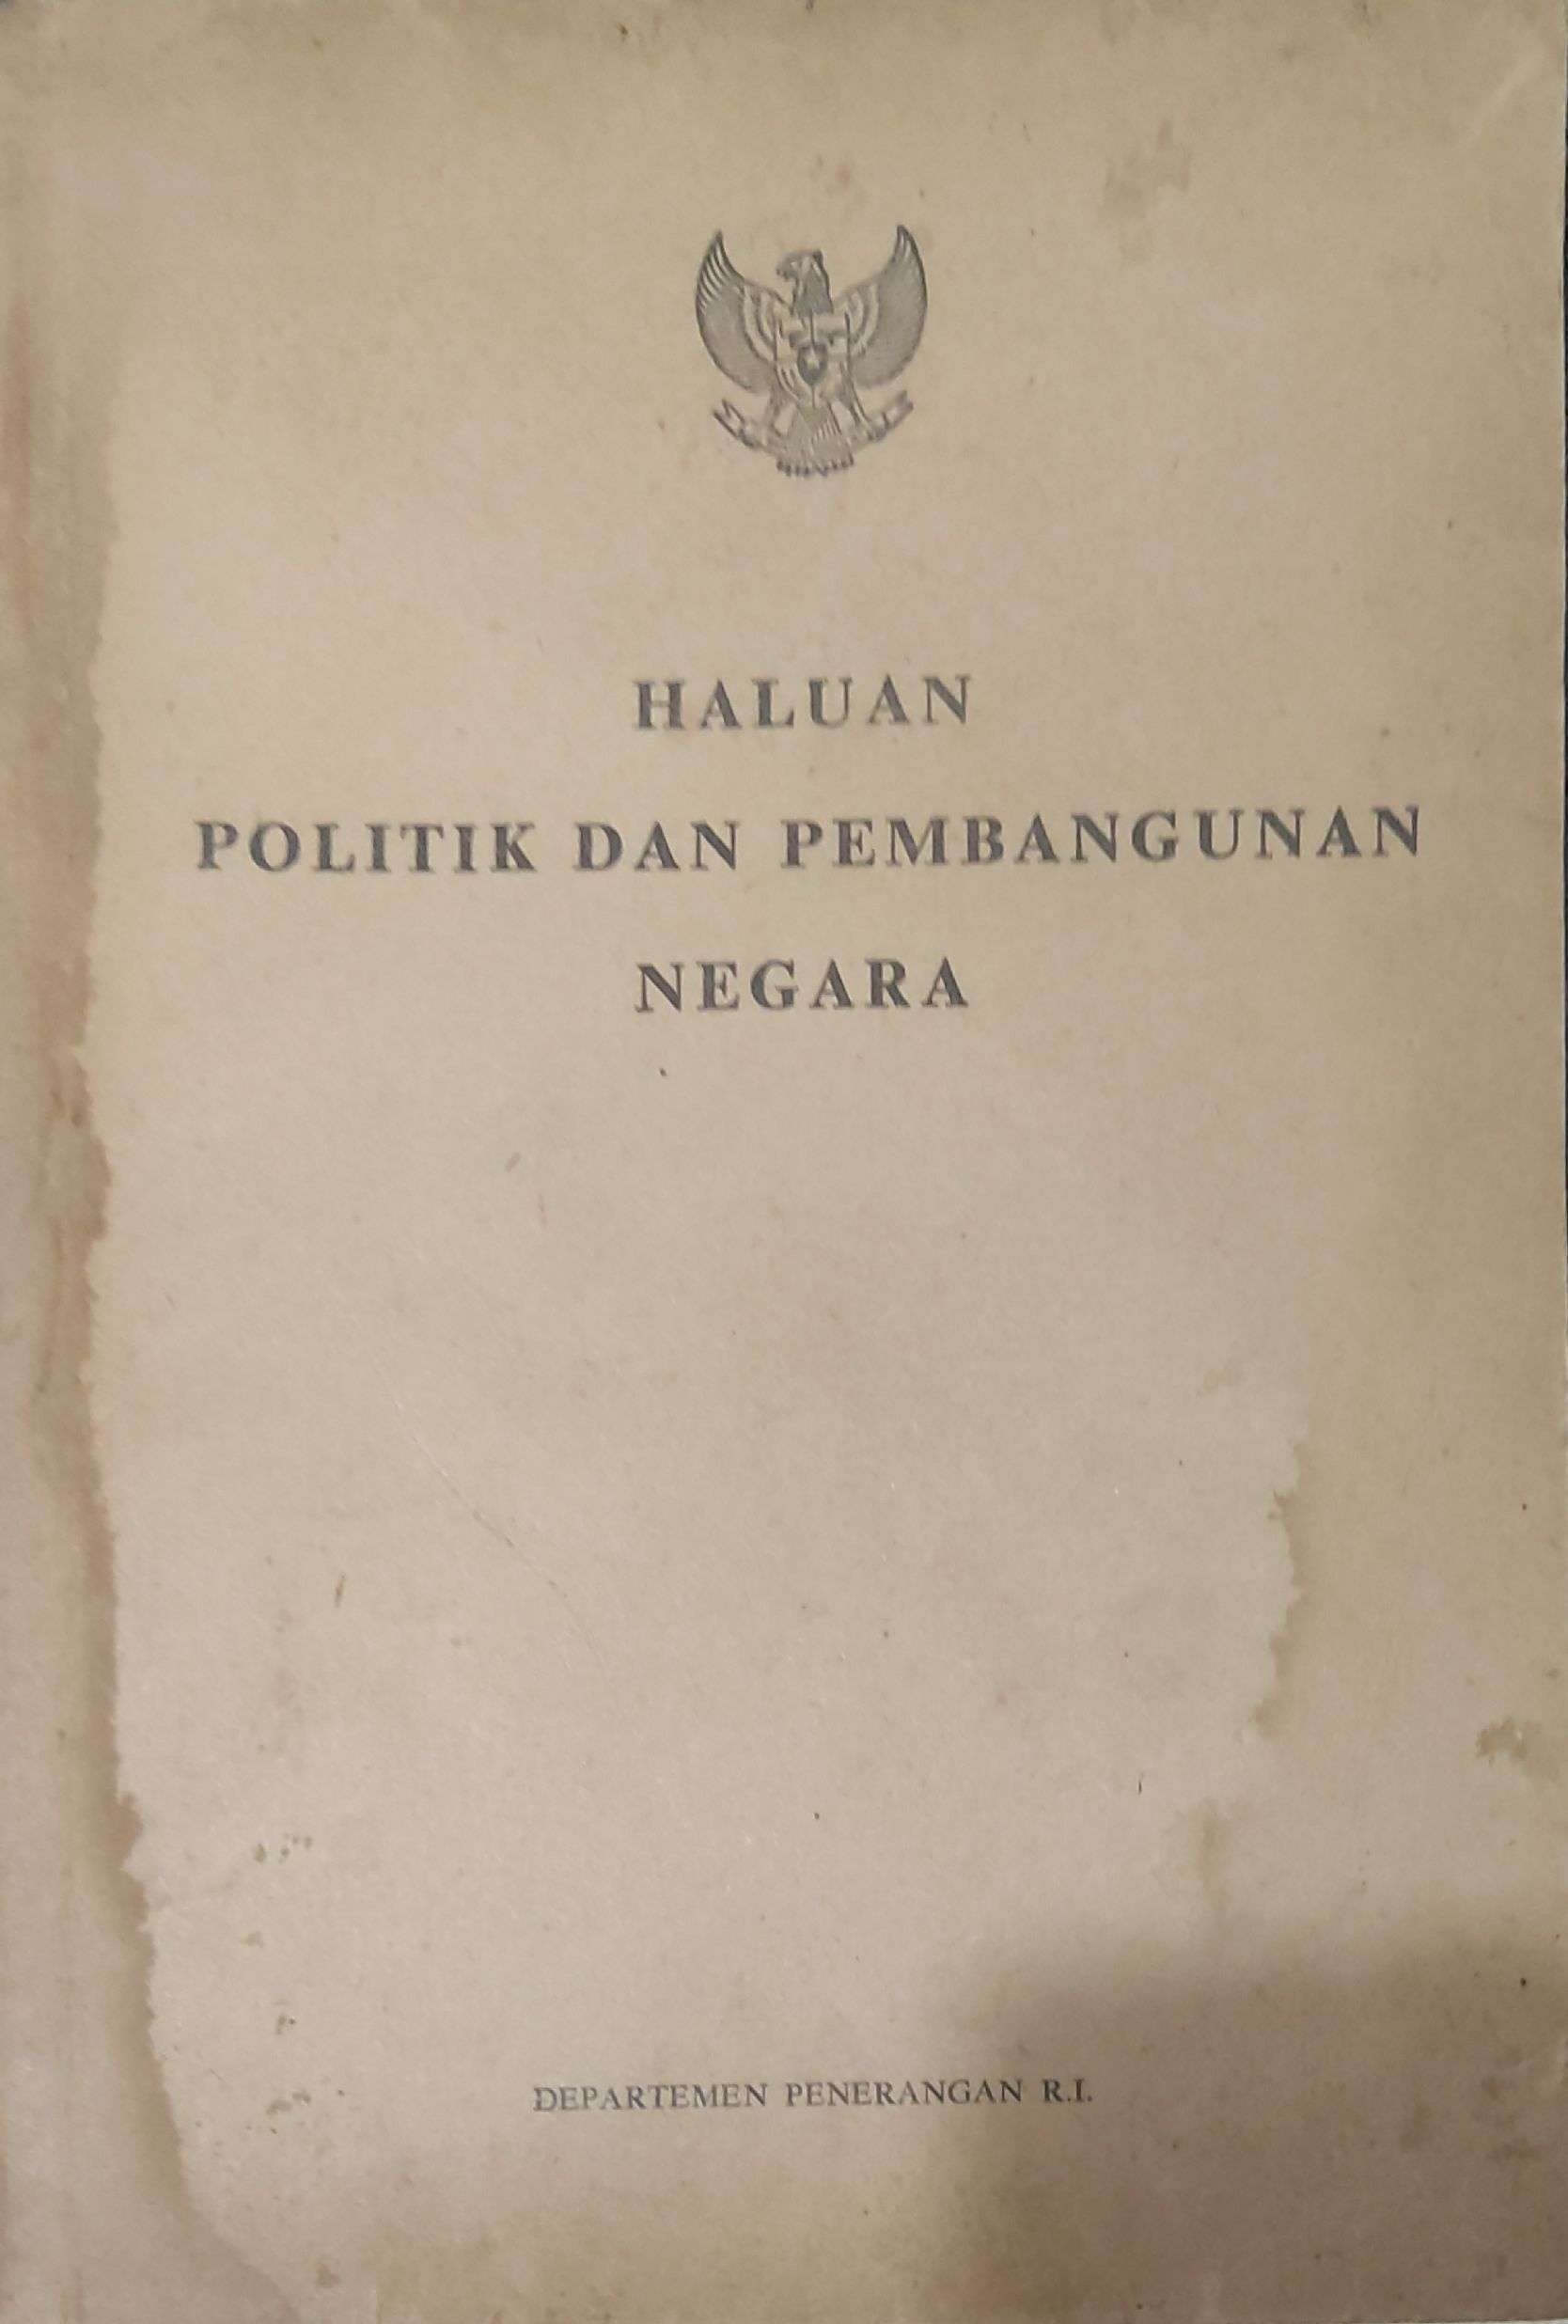 HALUAN
POLITIK DAN PEMBANGUNAN
NEGARA
DEPARTEMEN PENERANGAN R.I.